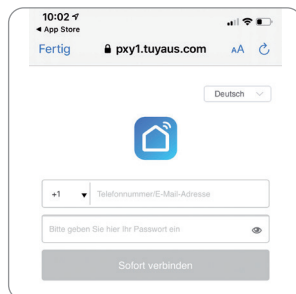 10:02
App Store
Fertig pxy1.tuyaus.com AA
Deutsch
+1 Telefonnummer/E-Mail-Adresse
Bitte geben Sie hier Ihr Passwort ein
Sofort verbinden